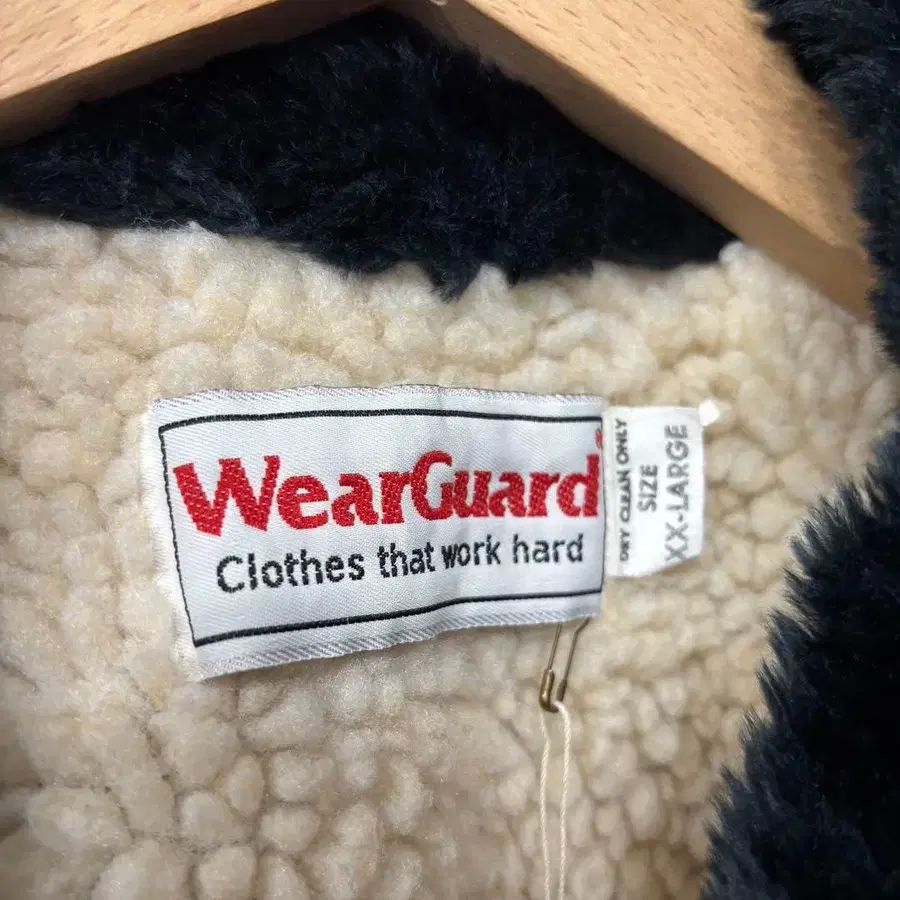 WearGuard®
Clothes that work hard
DRY CLEAN ONLY
SIZE
XX-LARGE